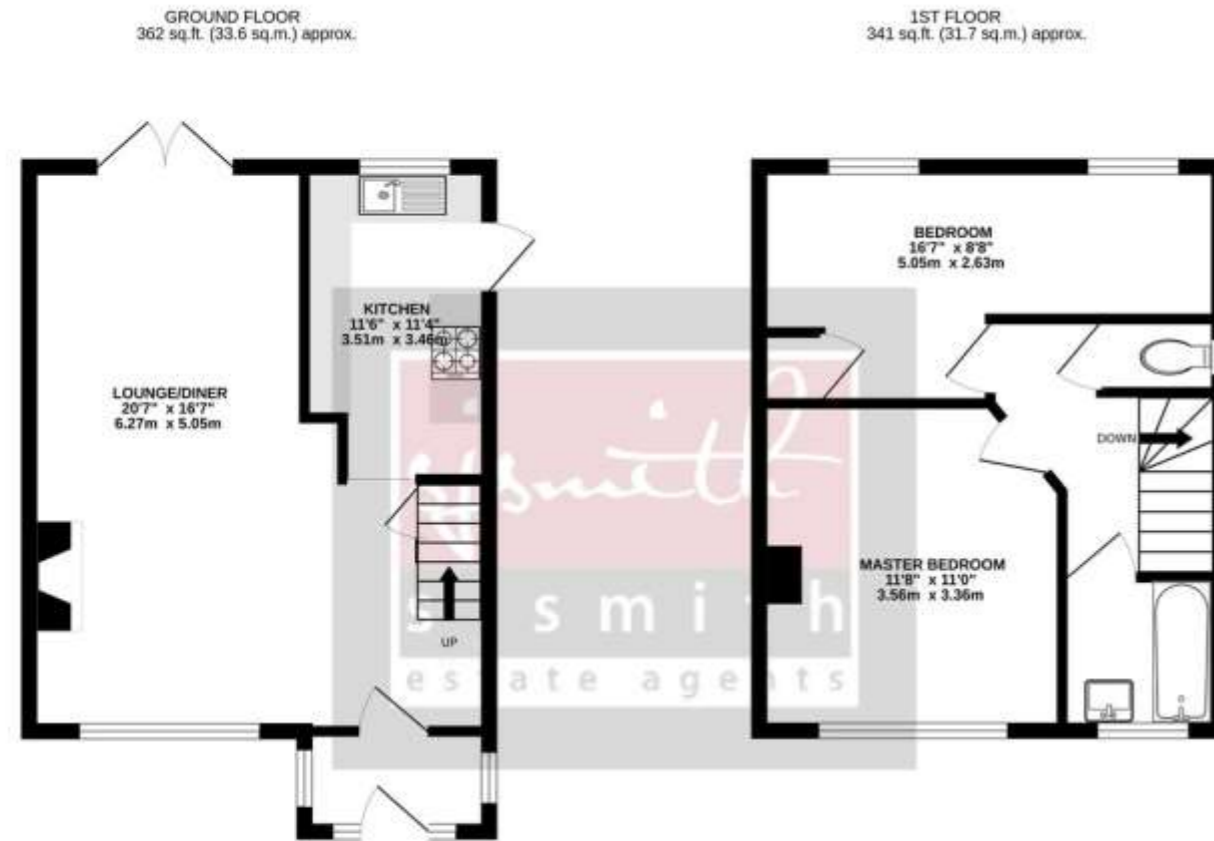 GROUND FLOOR
362 sq.ft. (33.6 sq.m.) approx.
KITCHEN
11'6" x 11'4"
3.51m x 3.46m
LOUNGE/DINER
20'7" x 16'7"
6.27m x 5.05m
UP
1ST FLOOR
341 sq.ft. (31.7 sq.m.) approx.
BEDROOM
16'7" x 8'8"
5.05m x 2.63m
DOWN
MASTER BEDROOM
11'8" x 11'0"
3.56m x 3.36m
smith
smith
estate agents